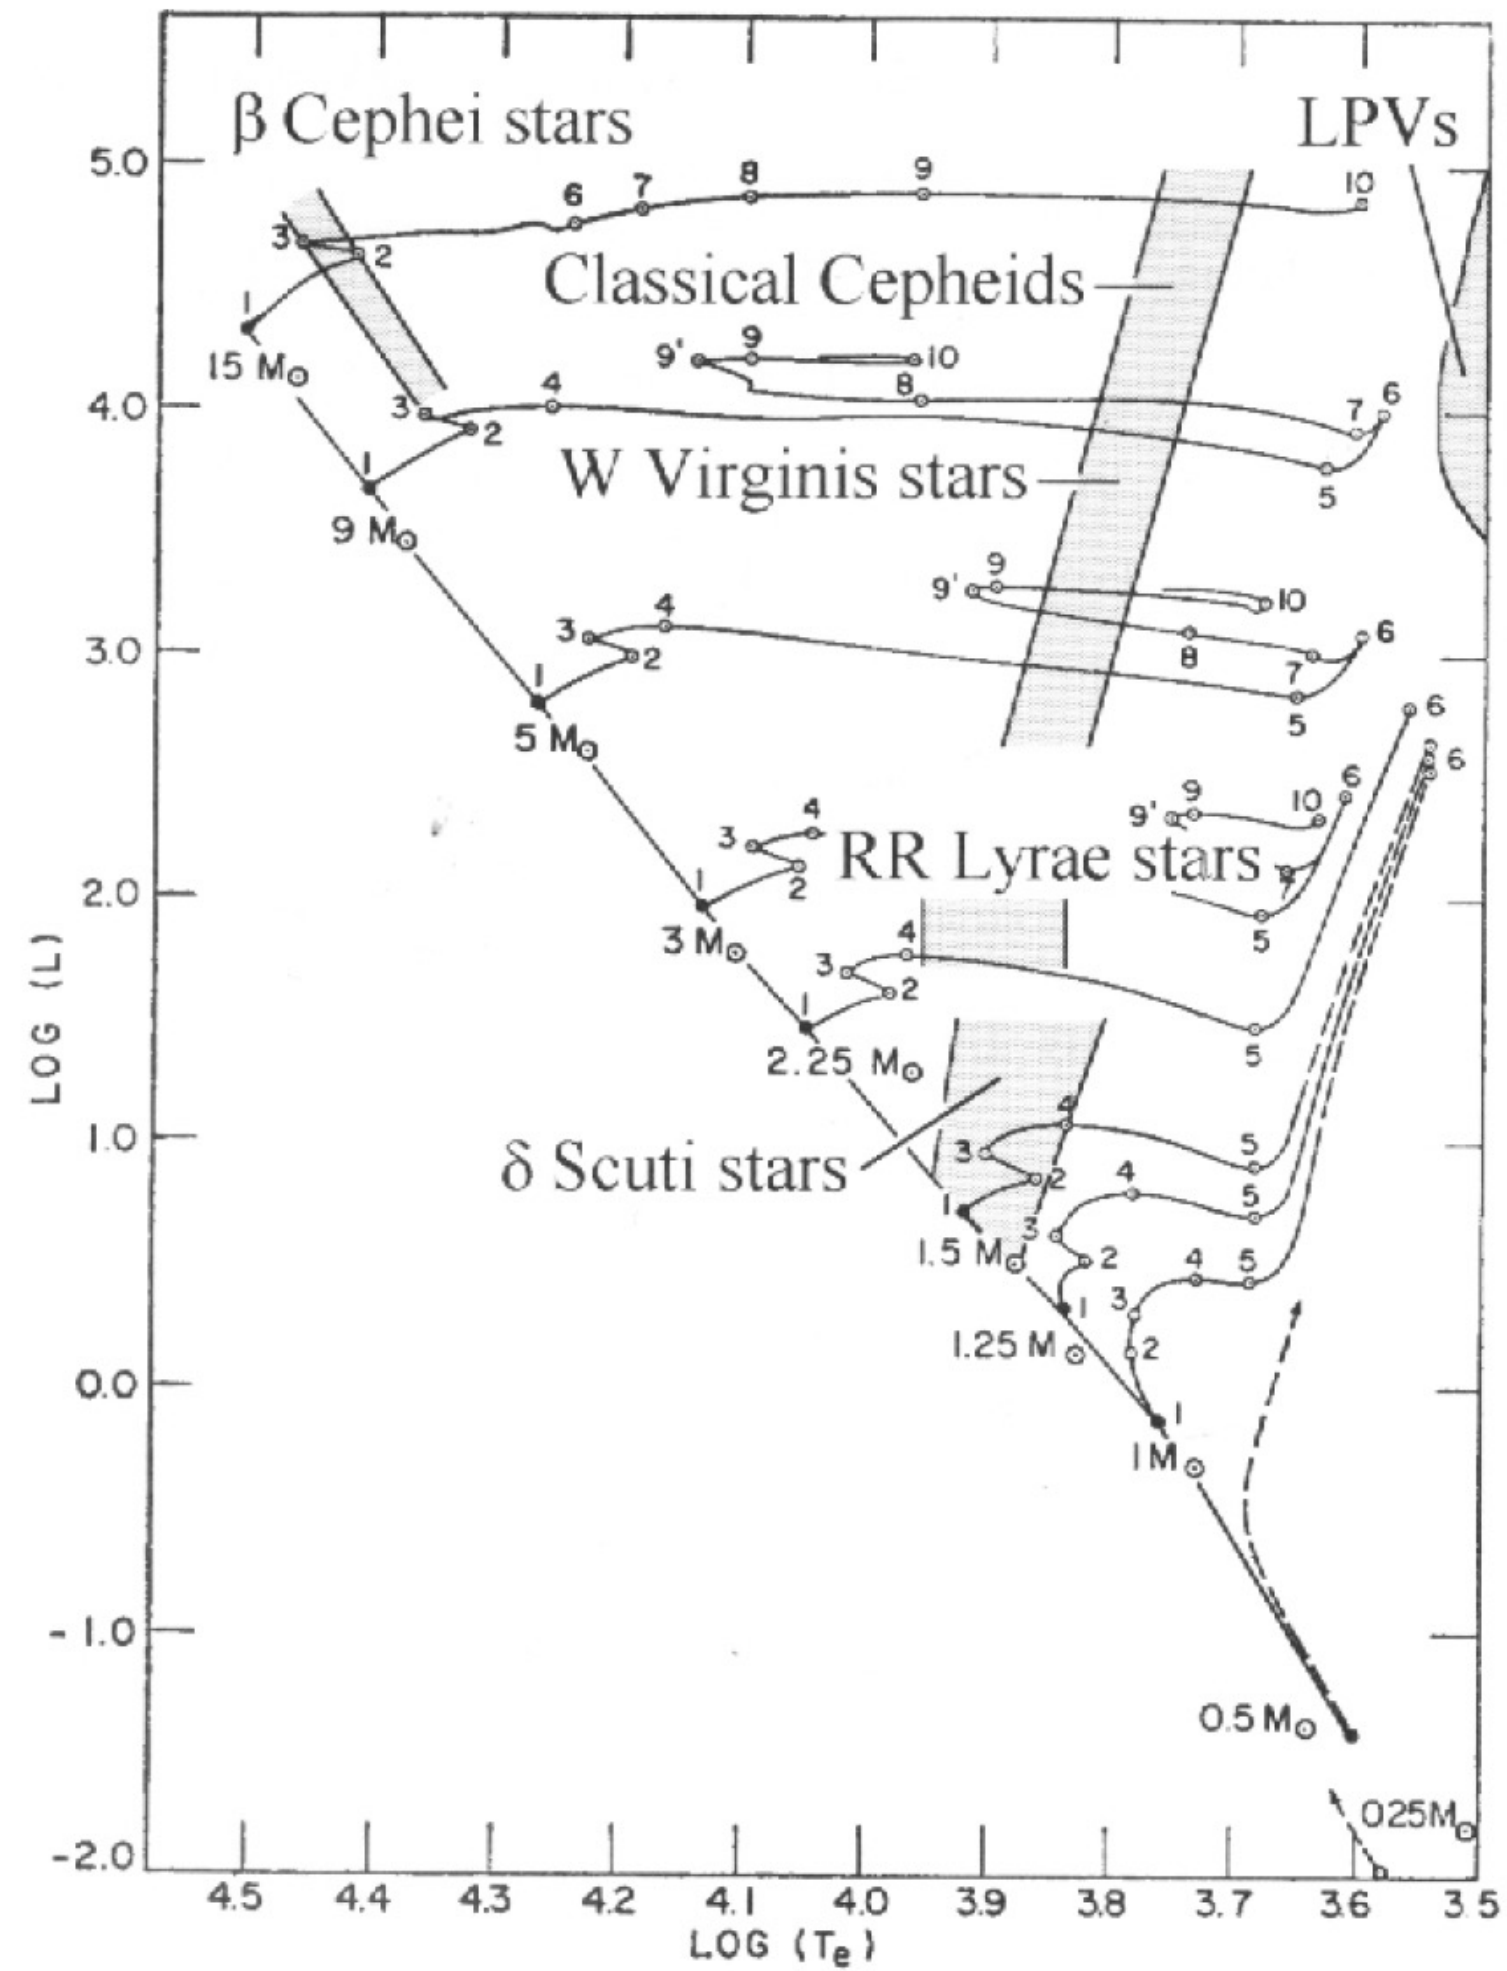 β Cephei stars
LPVs
5.0
6 7 8 9 10
3 2
Classical Cepheids
1
15 M⊙
9' 9 10
8
4.0
3 4 7 6
2
W Virginis stars
1
5
9 M⊙
9' 9 10
3 4 6
3.0
2 8 7
1
5
5 M⊙
6
6
9' 9 10 6
3 4
RR Lyrae stars
7
2.0
1 2
5
3 M⊙
3 4
2
1
5
2.25 M⊙
LOG (L)
4
1.0
3 5
δ Scuti stars
2 4
1 5
3
1.5 M⊙
2 4 5
1 3
1.25 M⊙
2
0.0
1
1 M⊙
-1.0
0.5 M⊙
025M⊙
-2.0
4.5 4.4 4.3 4.2 4.1 4.0 3.9 3.8 3.7 3.6 3.5
LOG (Te)